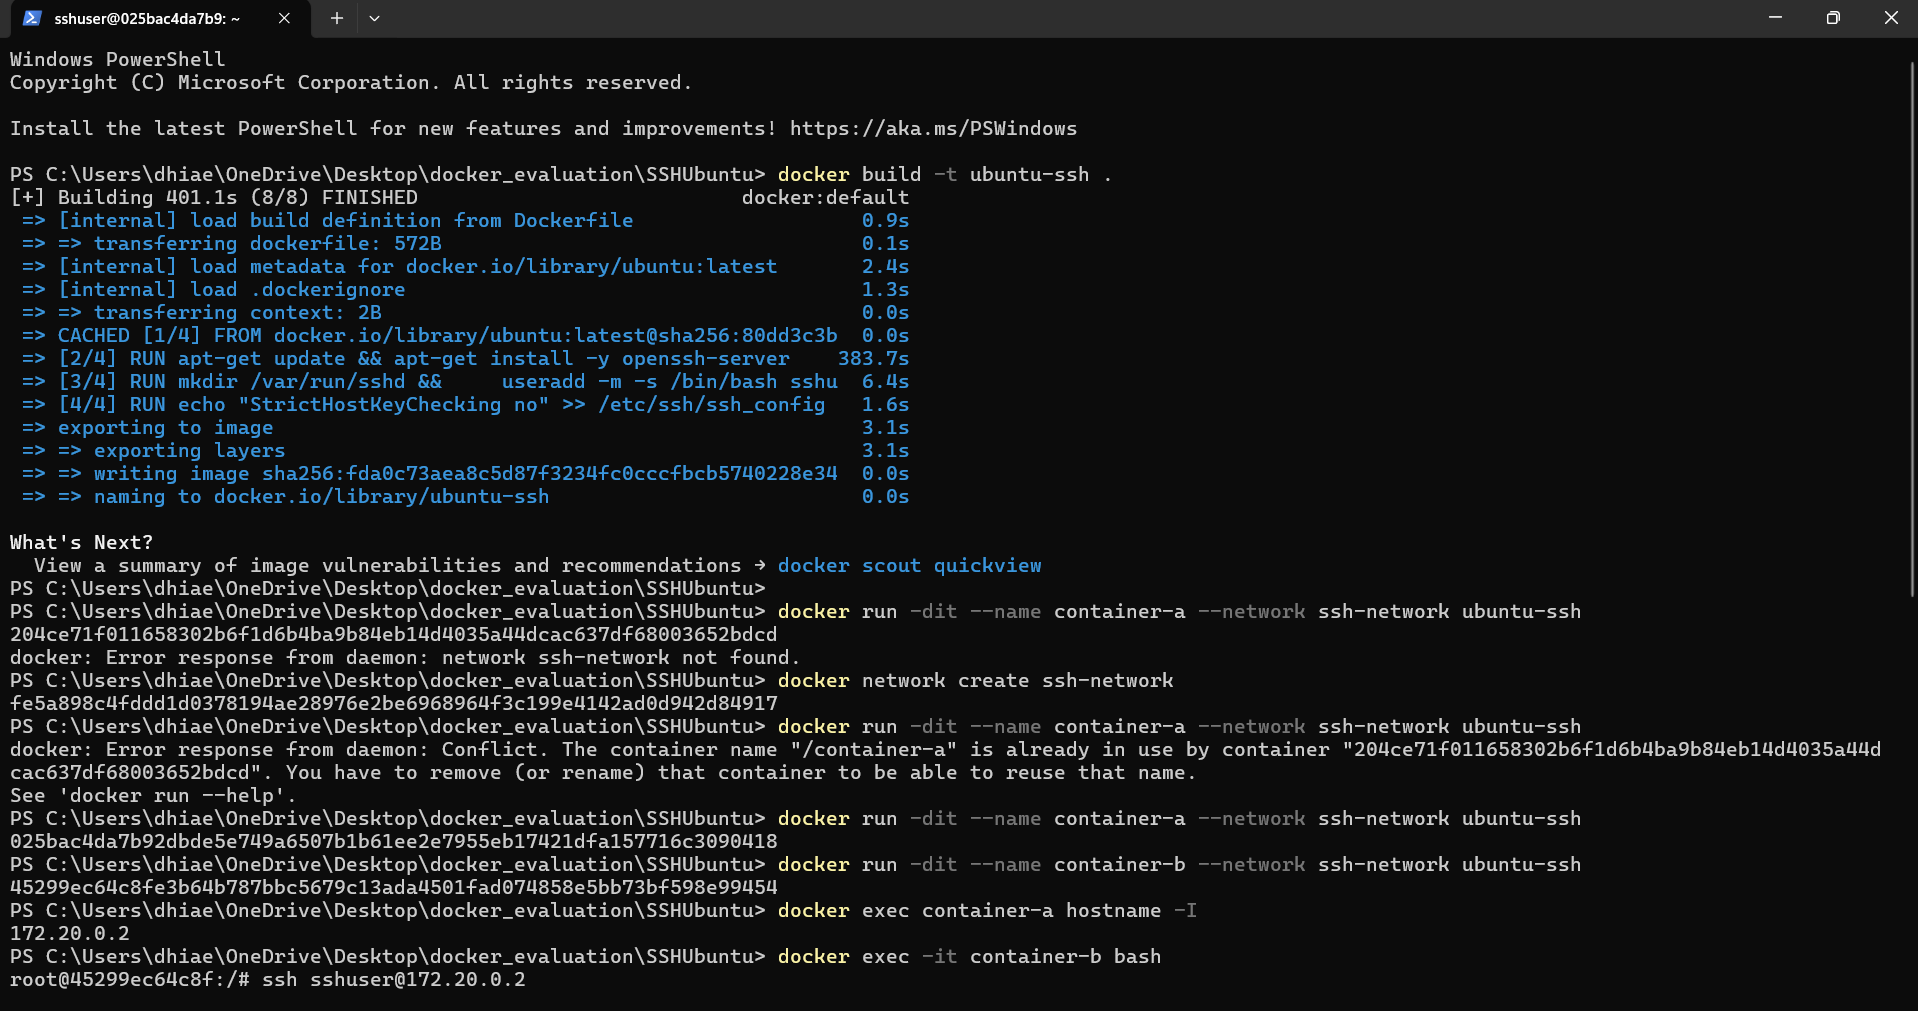 sshuser@025bac4da7b9: ~
Windows PowerShell
Copyright (C) Microsoft Corporation. All rights reserved.
Install the latest PowerShell for new features and improvements! https://aka.ms/PSWindows
PS C:\Users\dhiae\OneDrive\Desktop\docker_evaluation\SSHUbuntu> docker build -t ubuntu-ssh .
[+] Building 401.1s (8/8) FINISHED docker:default
=> [internal] load build definition from Dockerfile 0.9s
=> => transferring dockerfile: 572B 0.1s
=> [internal] load metadata for docker.io/library/ubuntu:latest 2.4s
=> [internal] load .dockerignore 1.3s
=> => transferring context: 2B 0.0s
=> CACHED [1/4] FROM docker.io/library/ubuntu:latest@sha256:80dd3c3b 0.0s
=> [2/4] RUN apt-get update && apt-get install -y openssh-server 383.7s
=> [3/4] RUN mkdir /var/run/sshd && useradd -m -s /bin/bash sshu 6.4s
=> [4/4] RUN echo "StrictHostKeyChecking no" >> /etc/ssh/ssh_config 1.6s
=> exporting to image 3.1s
=> => exporting layers 3.1s
=> => writing image sha256:fda0c73aea8c5d87f3234fc0cccfbcb5740228e34 0.0s
=> => naming to docker.io/library/ubuntu-ssh 0.0s
What's Next?
View a summary of image vulnerabilities and recommendations → docker scout quickview
PS C:\Users\dhiae\OneDrive\Desktop\docker_evaluation\SSHUbuntu>
PS C:\Users\dhiae\OneDrive\Desktop\docker_evaluation\SSHUbuntu> docker run -dit --name container-a --network ssh-network ubuntu-ssh
204ce71f011658302b6f1d6b4ba9b84eb14d4035a44dcac637df68003652bdcd
docker: Error response from daemon: network ssh-network not found.
PS C:\Users\dhiae\OneDrive\Desktop\docker_evaluation\SSHUbuntu> docker network create ssh-network
fe5a898c4fddd1d0378194ae28976e2be6968964f3c199e4142ad0d942d84917
PS C:\Users\dhiae\OneDrive\Desktop\docker_evaluation\SSHUbuntu> docker run -dit --name container-a --network ssh-network ubuntu-ssh
docker: Error response from daemon: Conflict. The container name "/container-a" is already in use by container "204ce71f011658302b6f1d6b4ba9b84eb14d4035a44d
cac637df68003652bdcd". You have to remove (or rename) that container to be able to reuse that name.
See 'docker run --help'.
PS C:\Users\dhiae\OneDrive\Desktop\docker_evaluation\SSHUbuntu> docker run -dit --name container-a --network ssh-network ubuntu-ssh
025bac4da7b92dbde5e749a6507b1b61ee2e7955eb17421dfa157716c3090418
PS C:\Users\dhiae\OneDrive\Desktop\docker_evaluation\SSHUbuntu> docker run -dit --name container-b --network ssh-network ubuntu-ssh
45299ec64c8fe3b64b787bbc5679c13ada4501fad074858e5bb73bf598e99454
PS C:\Users\dhiae\OneDrive\Desktop\docker_evaluation\SSHUbuntu> docker exec container-a hostname -I
172.20.0.2
PS C:\Users\dhiae\OneDrive\Desktop\docker_evaluation\SSHUbuntu> docker exec -it container-b bash
root@45299ec64c8f:/# ssh sshuser@172.20.0.2